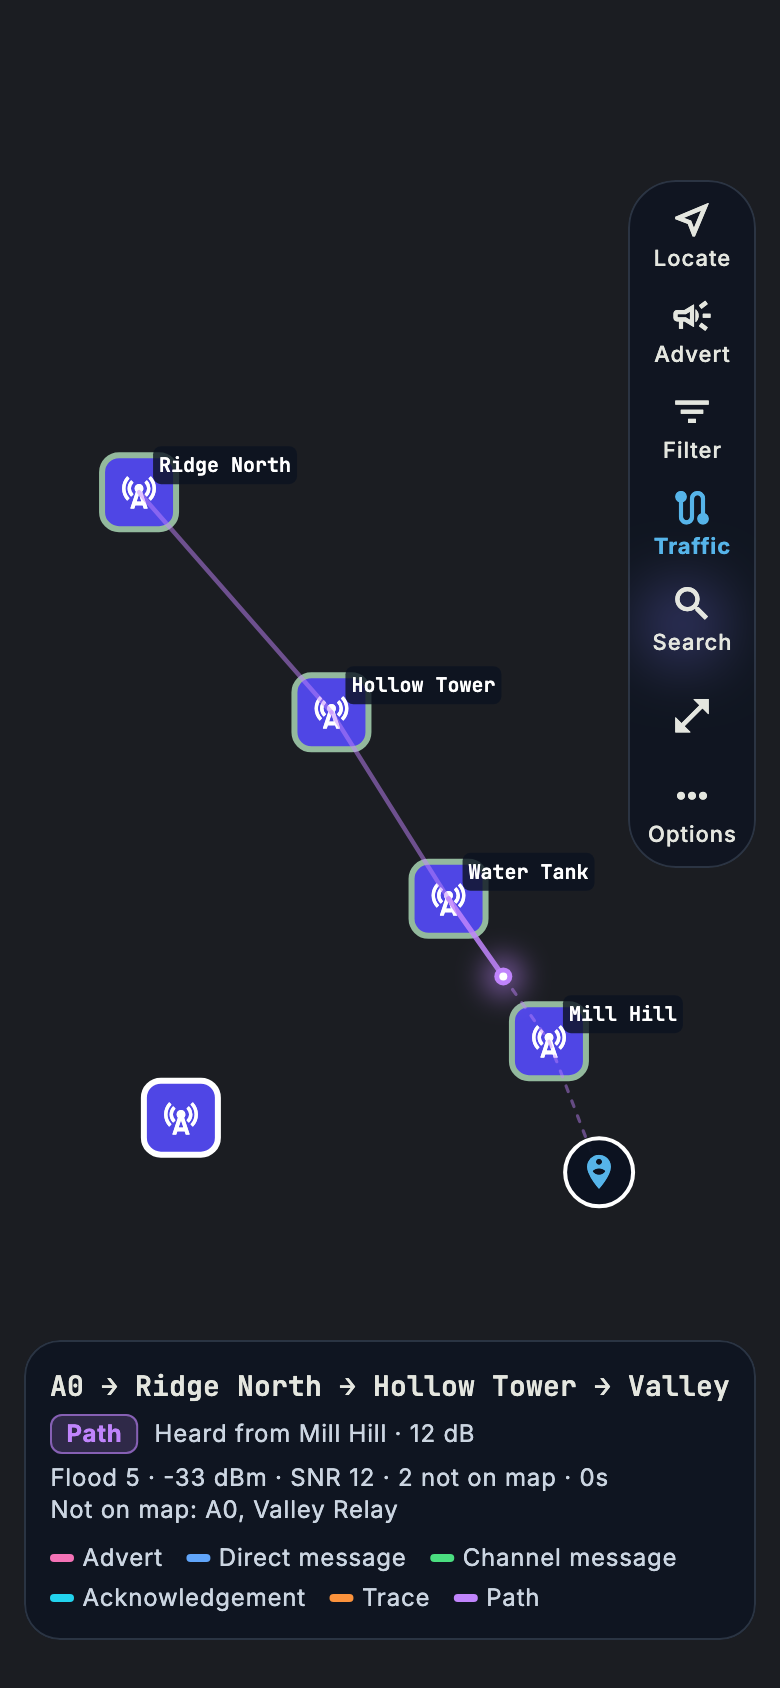 Locate
Advert
Filter
Traffic
Search
Options
Ridge North
Hollow Tower
Water Tank
Mill Hill
A0 → Ridge North → Hollow Tower → Valley
Path Heard from Mill Hill · 12 dB
Flood 5 · -33 dBm · SNR 12 · 2 not on map · 0s
Not on map: A0, Valley Relay
Advert Direct message Channel message
Acknowledgement Trace Path